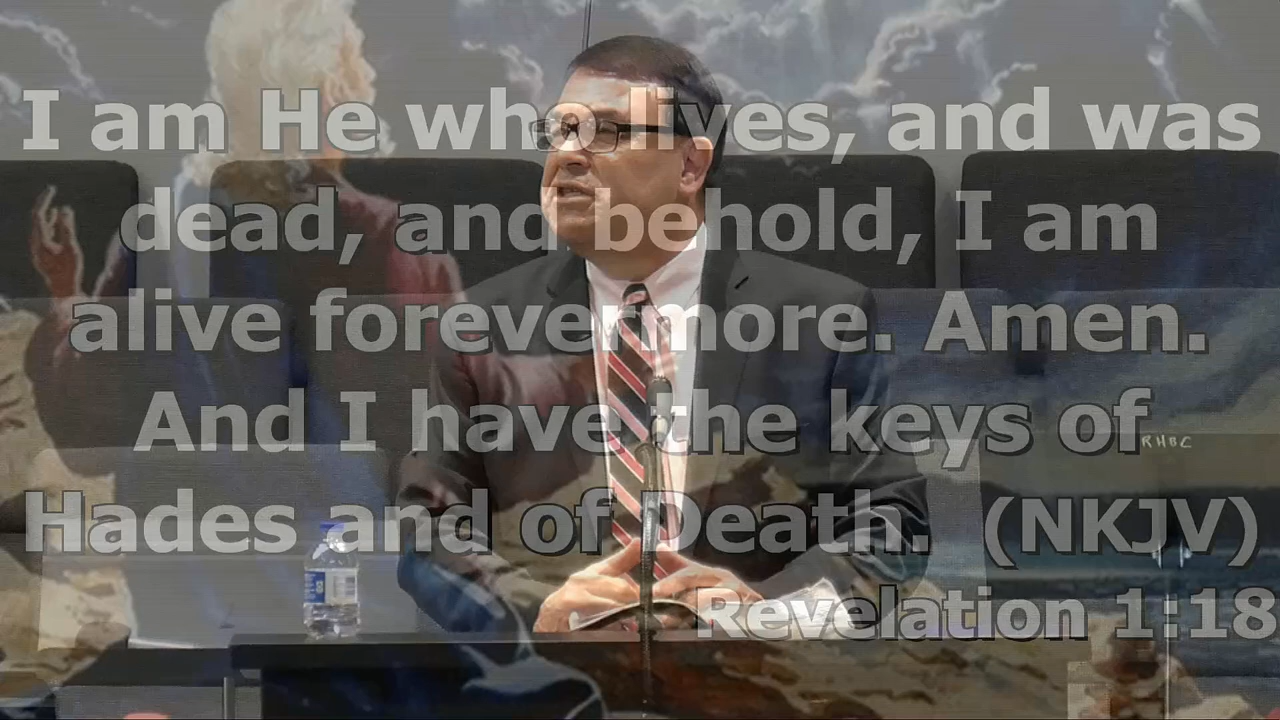 I am He who lives, and was
dead, and behold, I am
alive forevermore. Amen.
And I have the keys of
RHBC
Hades and of Death. (NKJV)
Revelation 1:18